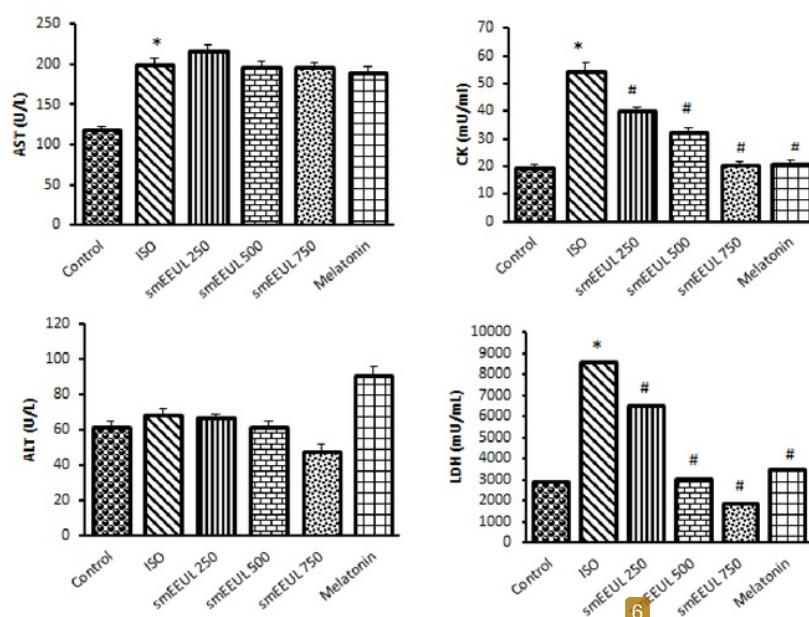 250
200
150
100
50
0
AST (U/L)
*
Control
ISO
smEEUL 250
smEEUL 500
smEEUL 750
Melatonin
70
60
50
40
30
20
10
0
CK (mU/ml)
*
#
#
#
#
Control
ISO
smEEUL 250
smEEUL 500
smEEUL 750
Melatonin
120
100
80
60
40
20
0
ALT (U/L)
Control
ISO
smEEUL 250
smEEUL 500
smEEUL 750
Melatonin
10000
9000
8000
7000
6000
5000
4000
3000
2000
1000
0
LDH (mU/mL)
*
#
#
#
#
Control
ISO
smEEUL 250
smEEUL 500
smEEUL 750
Melatonin
6